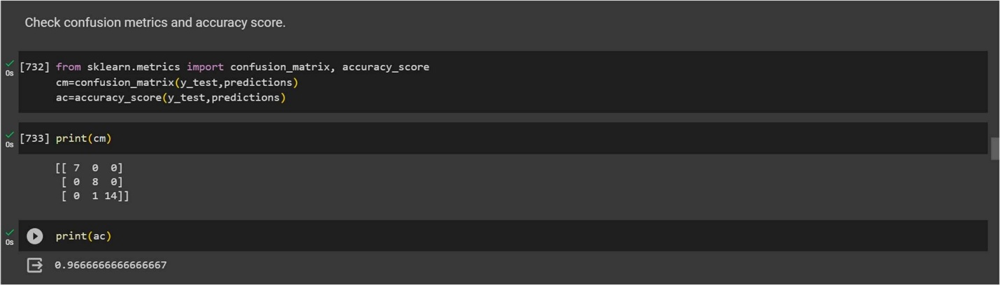 Check confusion metrics and accuracy score.
0s
[732] from sklearn.metrics import confusion_matrix, accuracy_score
cm=confusion_matrix(y_test,predictions)
ac=accuracy_score(y_test,predictions)
0s
[733] print(cm)
[[ 7  0  0]
 [ 0  8  0]
 [ 0  1 14]]
0s
print(ac)
0.9666666666666667